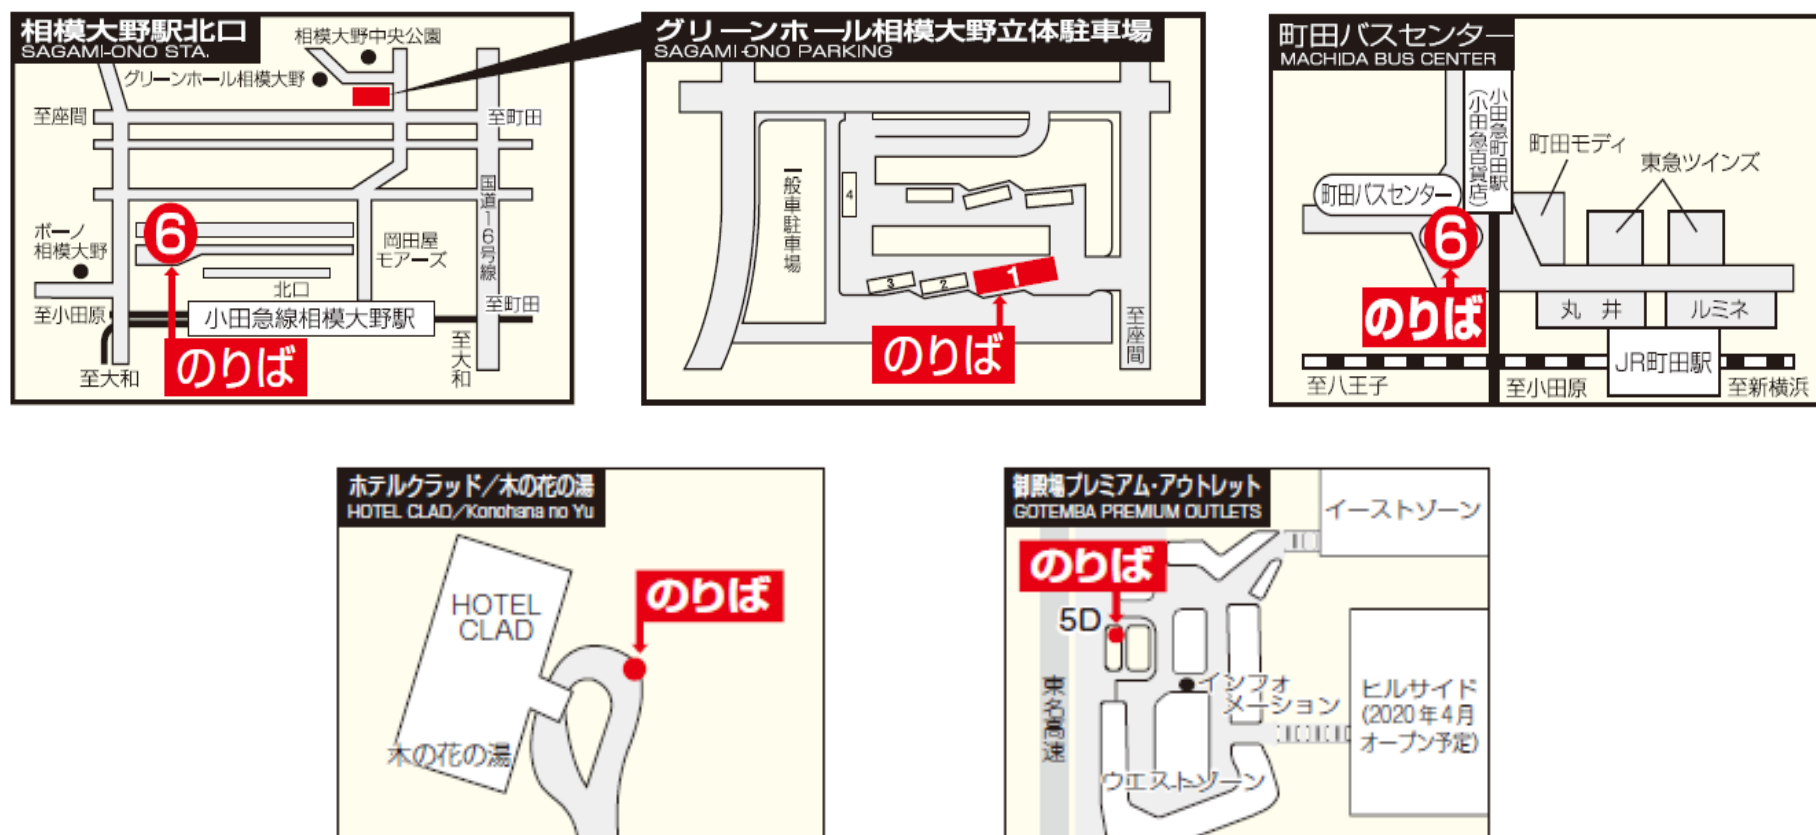 相模大野駅北口
SAGAMI-ONO STA.
相模大野中央公園
グリーンホール相模大野
至座間
至町田
国道16号線
ボーノ
相模大野
6
岡田屋
モアーズ
北口
至小田原
小田急線相模大野駅
至町田
至大和
のりば
至大和
グリーンホール相模大野立体駐車場
SAGAMI-ONO PARKING
一般車駐車場
4
3
2
1
のりば
至座間
町田バスセンター
MACHIDA BUS CENTER
小田急町田駅
(小田急百貨店)
町田モディ
東急ツインズ
町田バスセンター
6
のりば
丸井
ルミネ
JR町田駅
至八王子
至小田原
至新横浜
ホテルクラッド/木の花の湯
HOTEL CLAD/Konohana no Yu
のりば
HOTEL
CLAD
木の花の湯
御殿場プレミアム・アウトレット
GOTEMBA PREMIUM OUTLETS
イーストゾーン
のりば
5D
東名高速
インフォ
メーション
ヒルサイド
(2020年4月
オープン予定)
ウエストゾーン